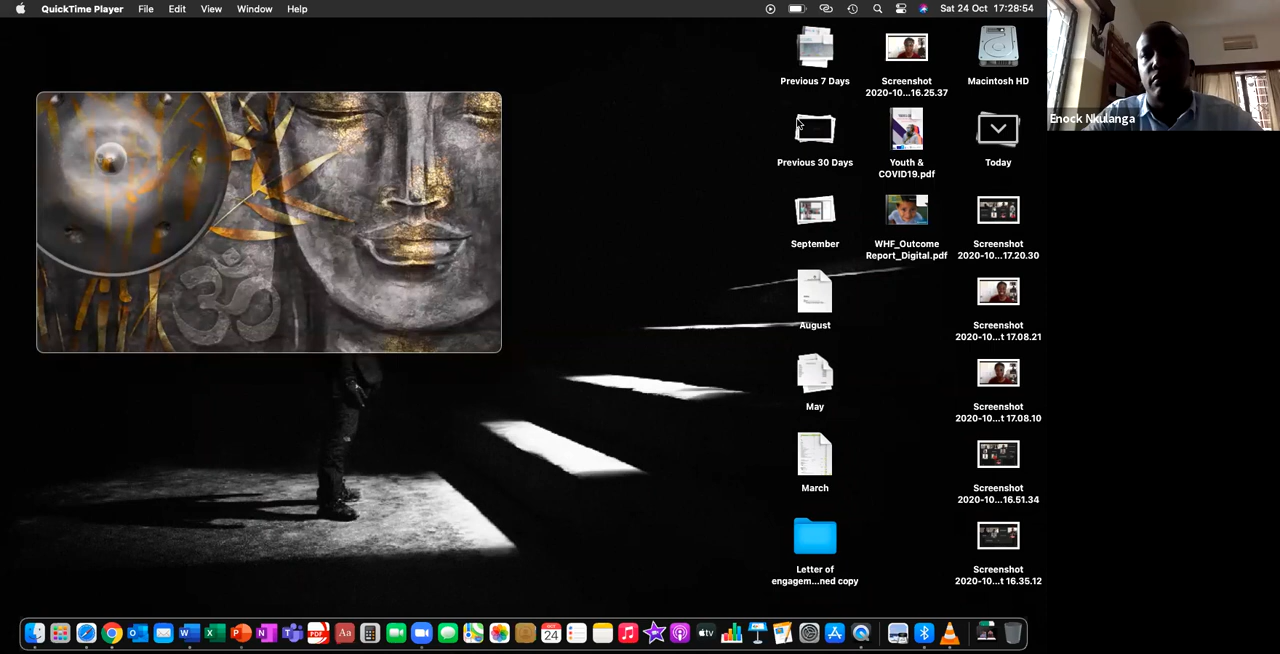 QuickTime Player File Edit View Window Help Sat 24 Oct 17:28:54
Enock Nkulanga
Previous 7 Days
Screenshot
2020-10...16.25.37
Macintosh HD
Previous 30 Days
Youth &
COVID19.pdf
Today
September
WHF_Outcome
Report_Digital.pdf
Screenshot
2020-10...17.20.30
August
Screenshot
2020-10...t 17.08.21
May
Screenshot
2020-10...t 17.08.10
March
Screenshot
2020-10...16.51.34
Letter of
engagem...ned copy
Screenshot
2020-10...t 16.35.12